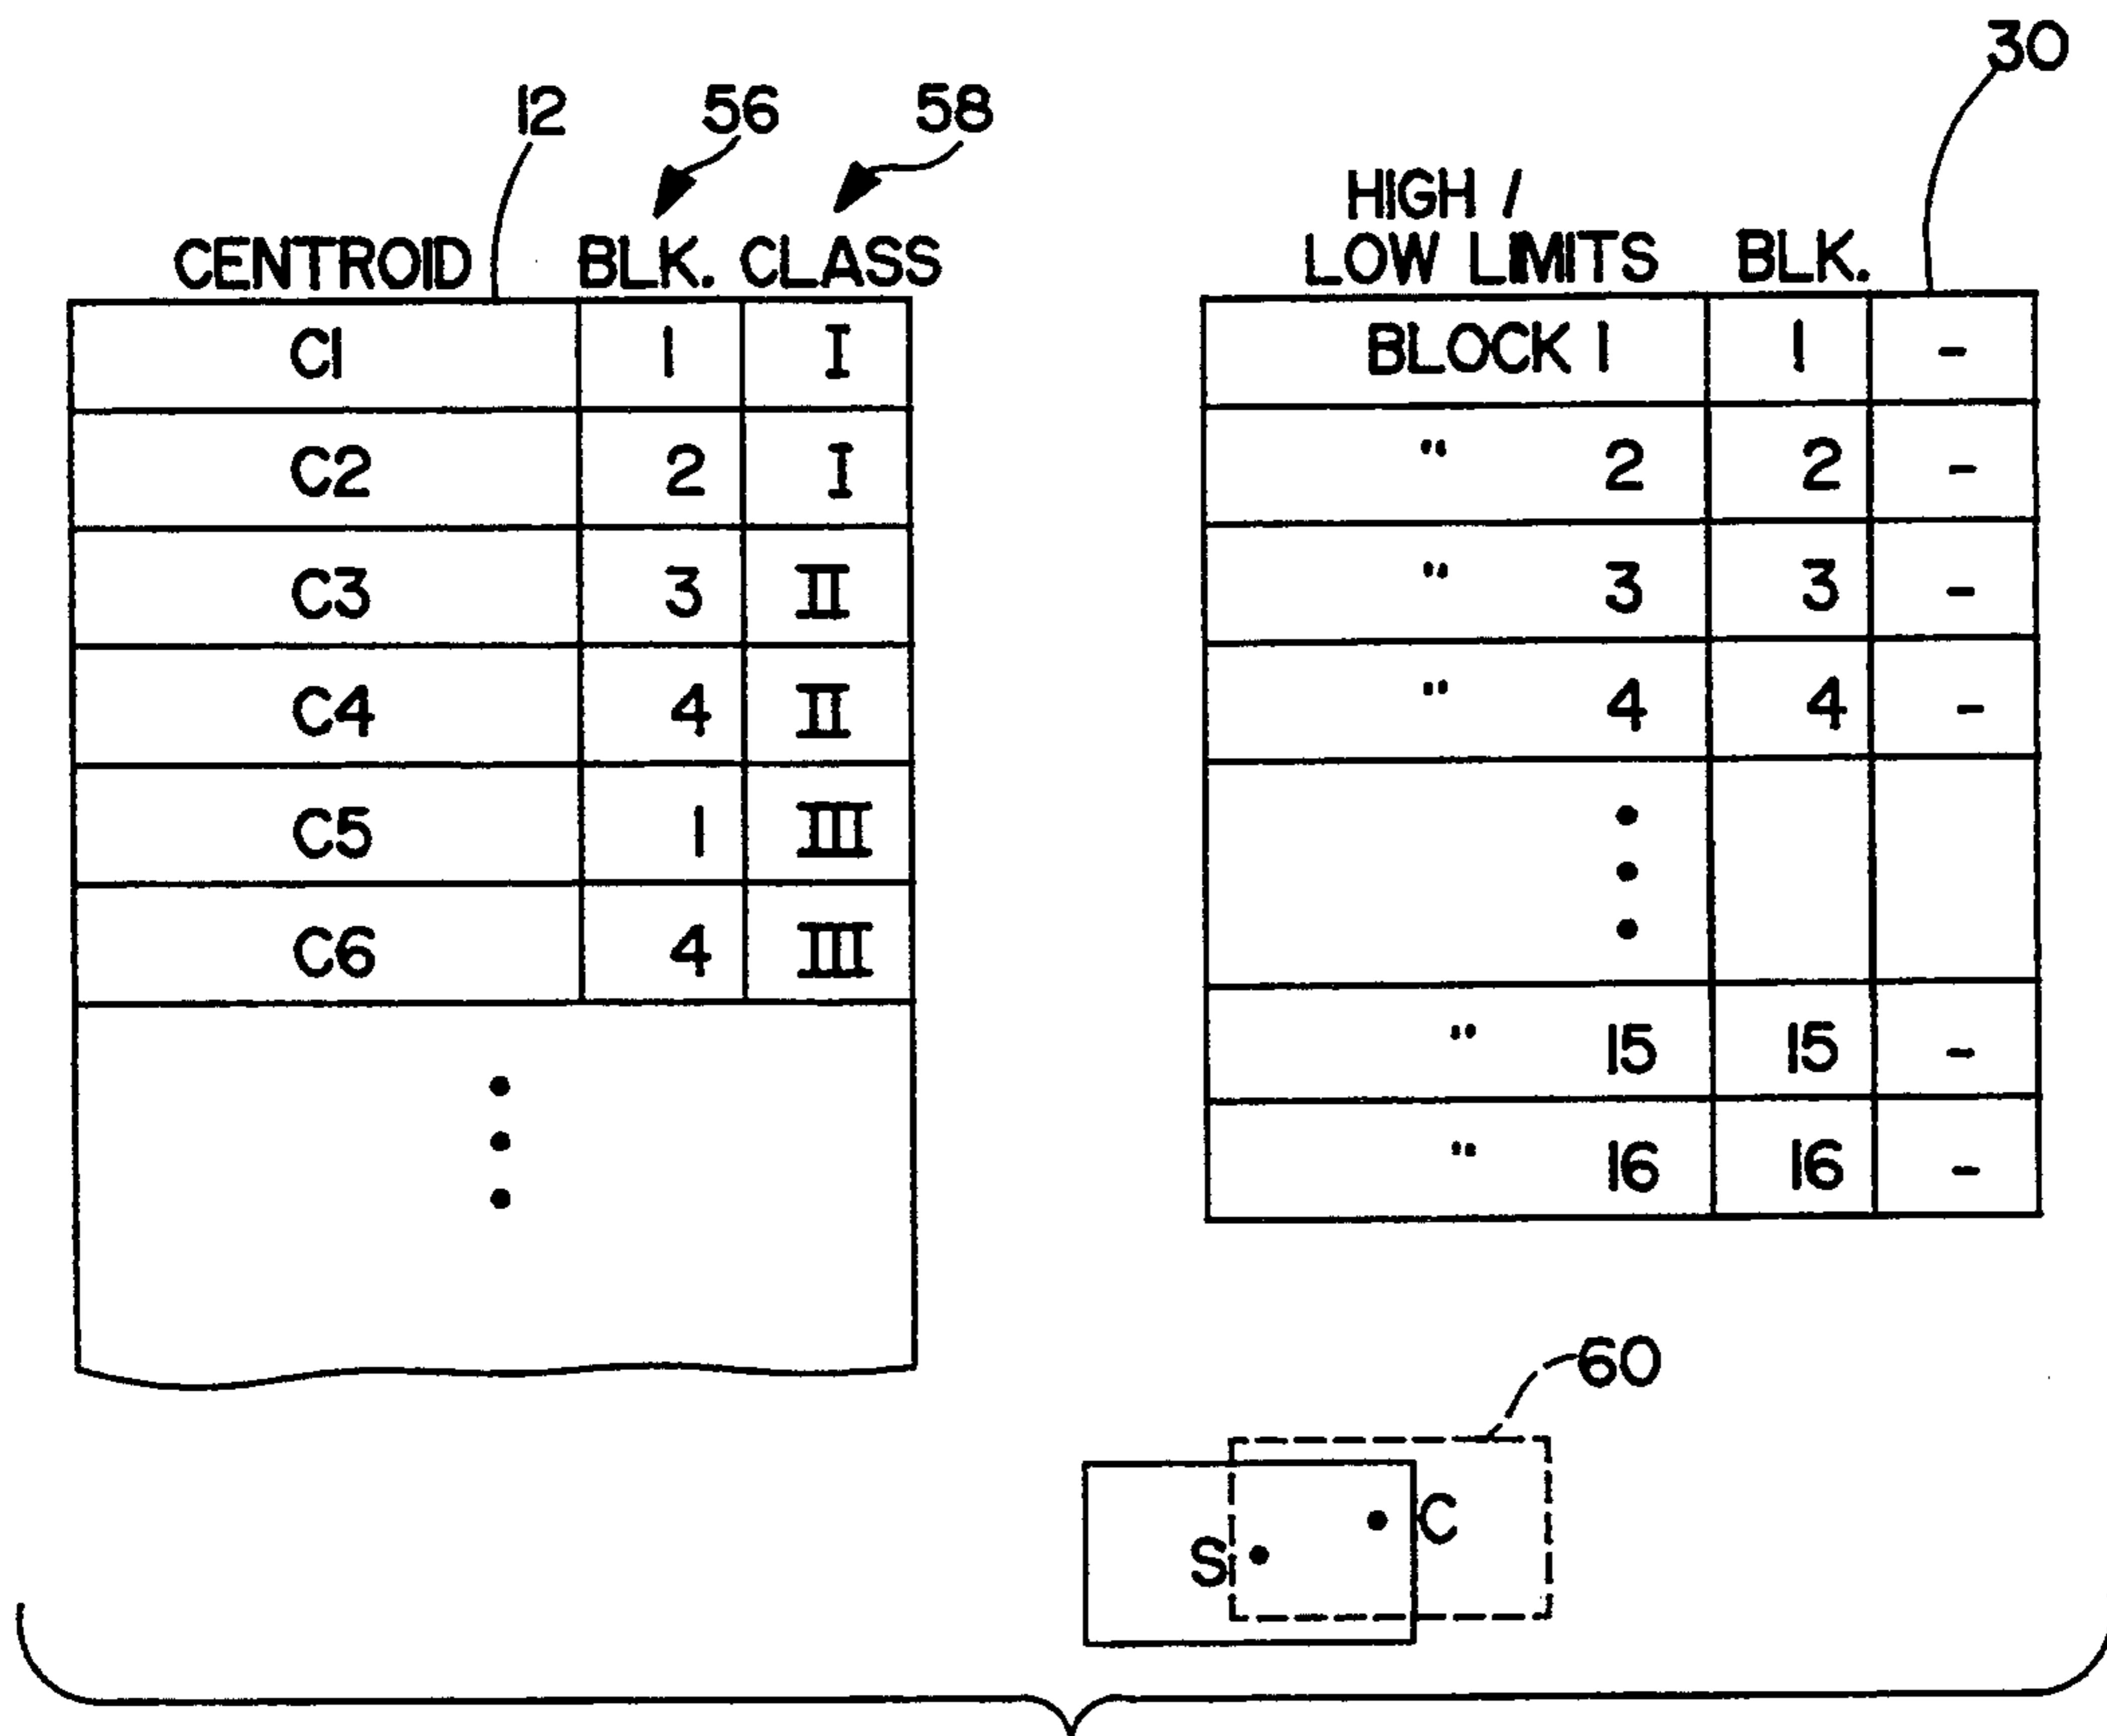 12 56 58
CENTROID BLK. CLASS
C1 1 I
C2 2 I
C3 3 II
C4 4 II
C5 1 III
C6 4 III
30
HIGH /
LOW LIMITS BLK.
BLOCK 1 1 -
" 2 2 -
" 3 3 -
" 4 4 -
" 15 15 -
" 16 16 -
60
C
S